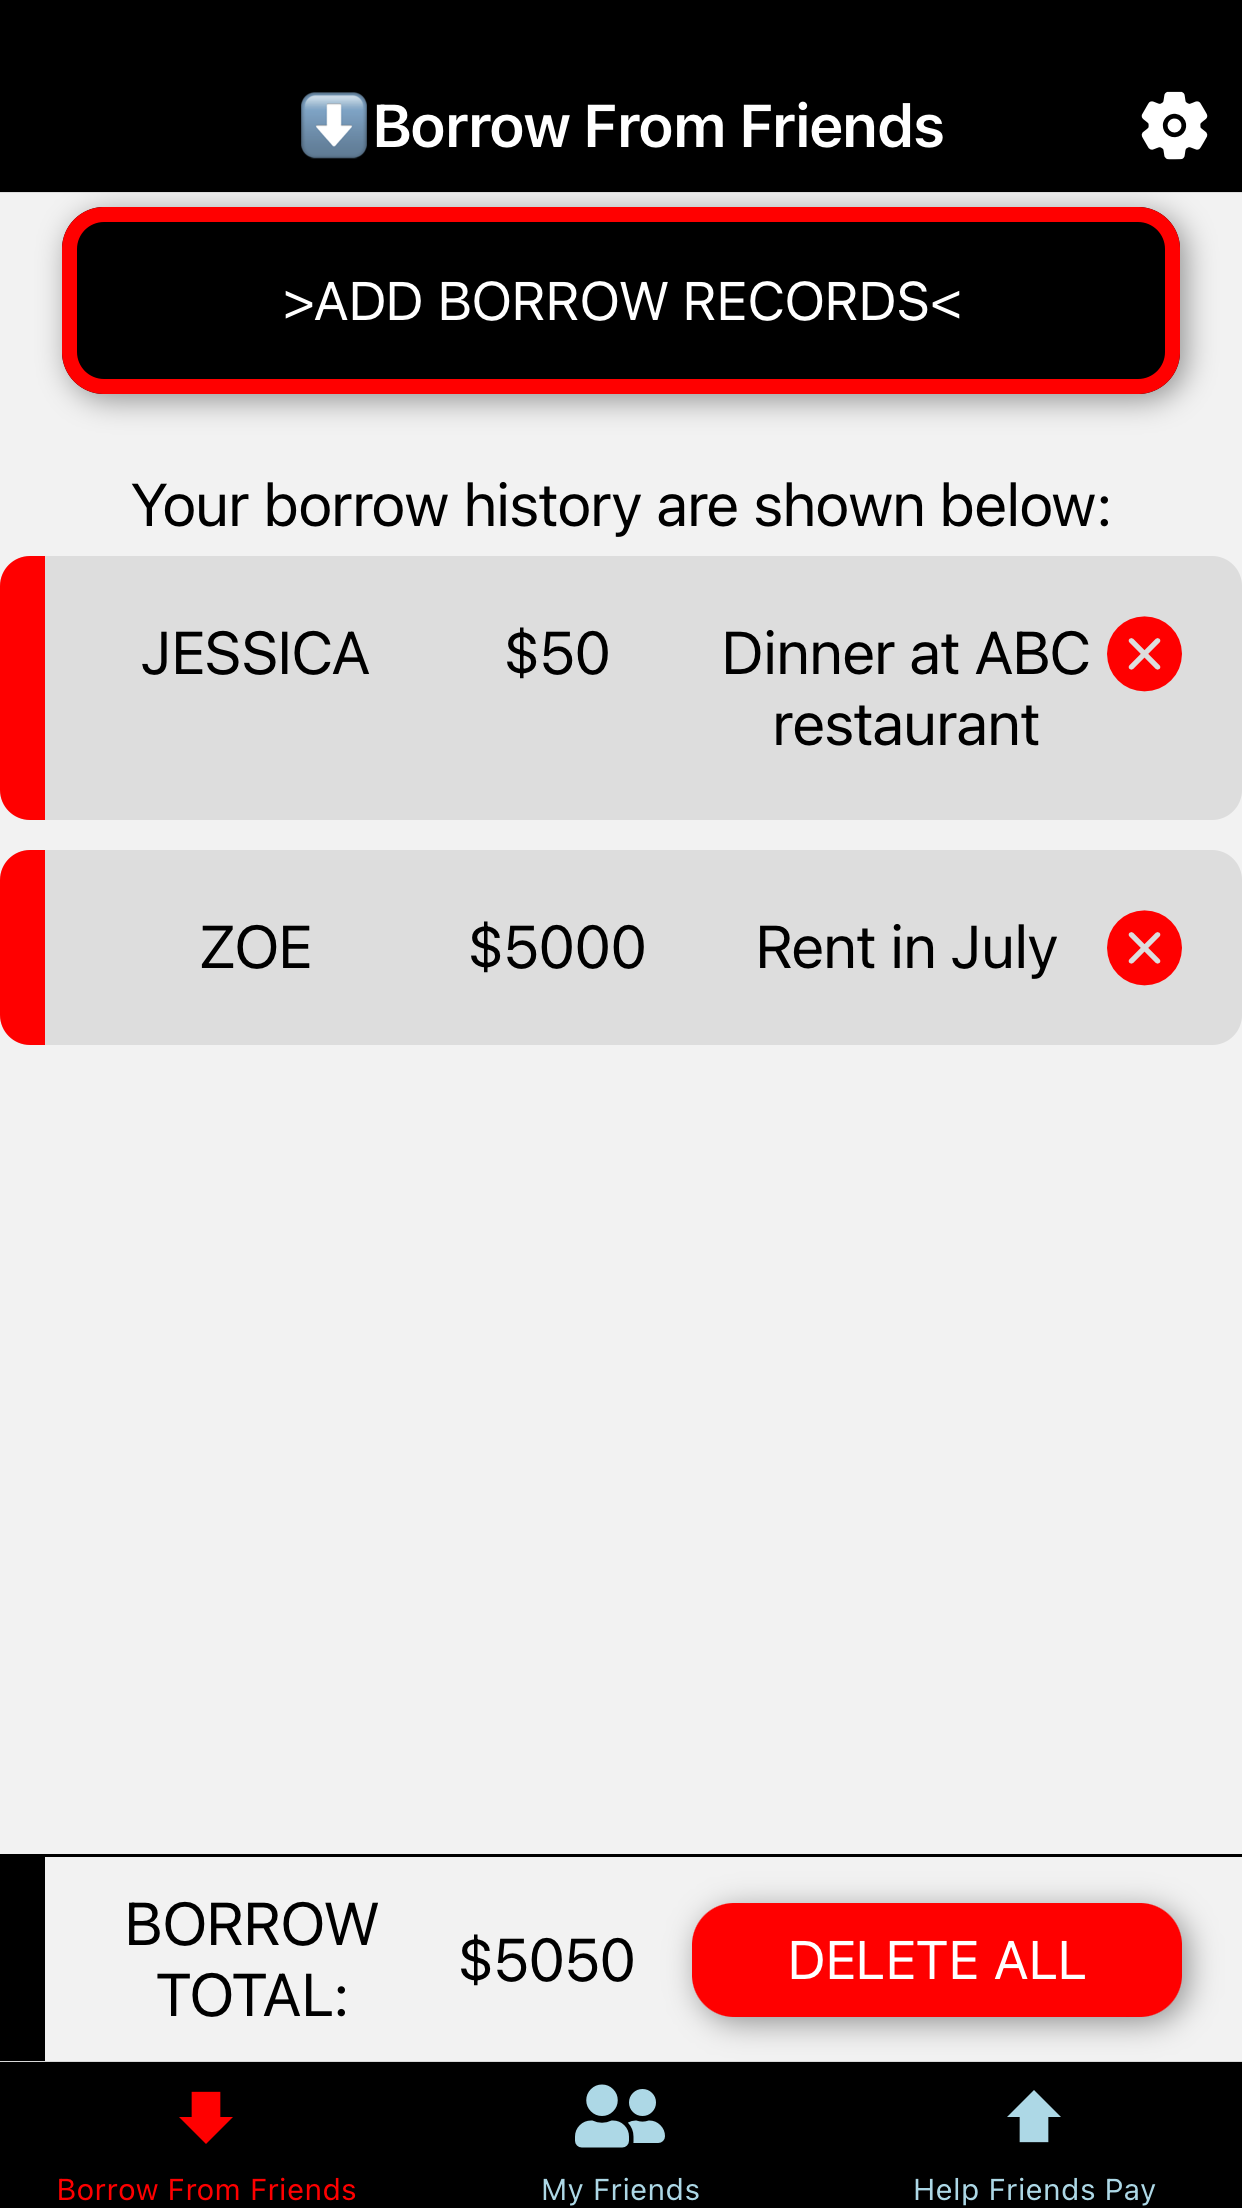 ⬇️Borrow From Friends
>ADD BORROW RECORDS<
Your borrow history are shown below:
JESSICA $50 Dinner at ABC
restaurant
ZOE $5000 Rent in July
BORROW
TOTAL:
$5050
DELETE ALL
Borrow From Friends My Friends Help Friends Pay